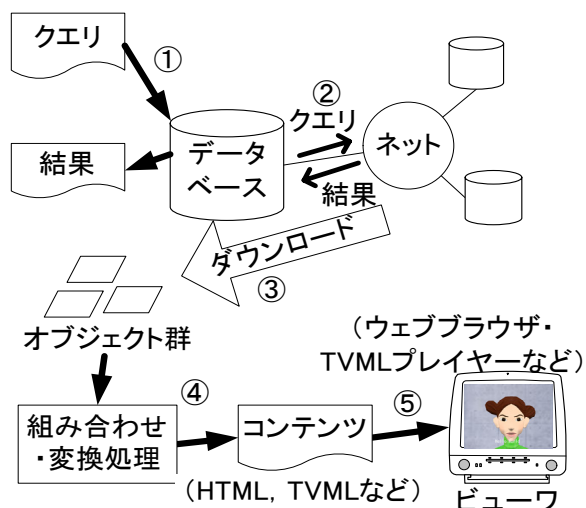 クエリ
①
②
クエリ
結果
データ
ベース
ネット
結果
ダウンロード
③
オブジェクト群
(ウェブブラウザ・
TVMLプレイヤーなど)
④
⑤
組み合わせ
・変換処理
コンテンツ
(HTML, TVMLなど)
ビューワ